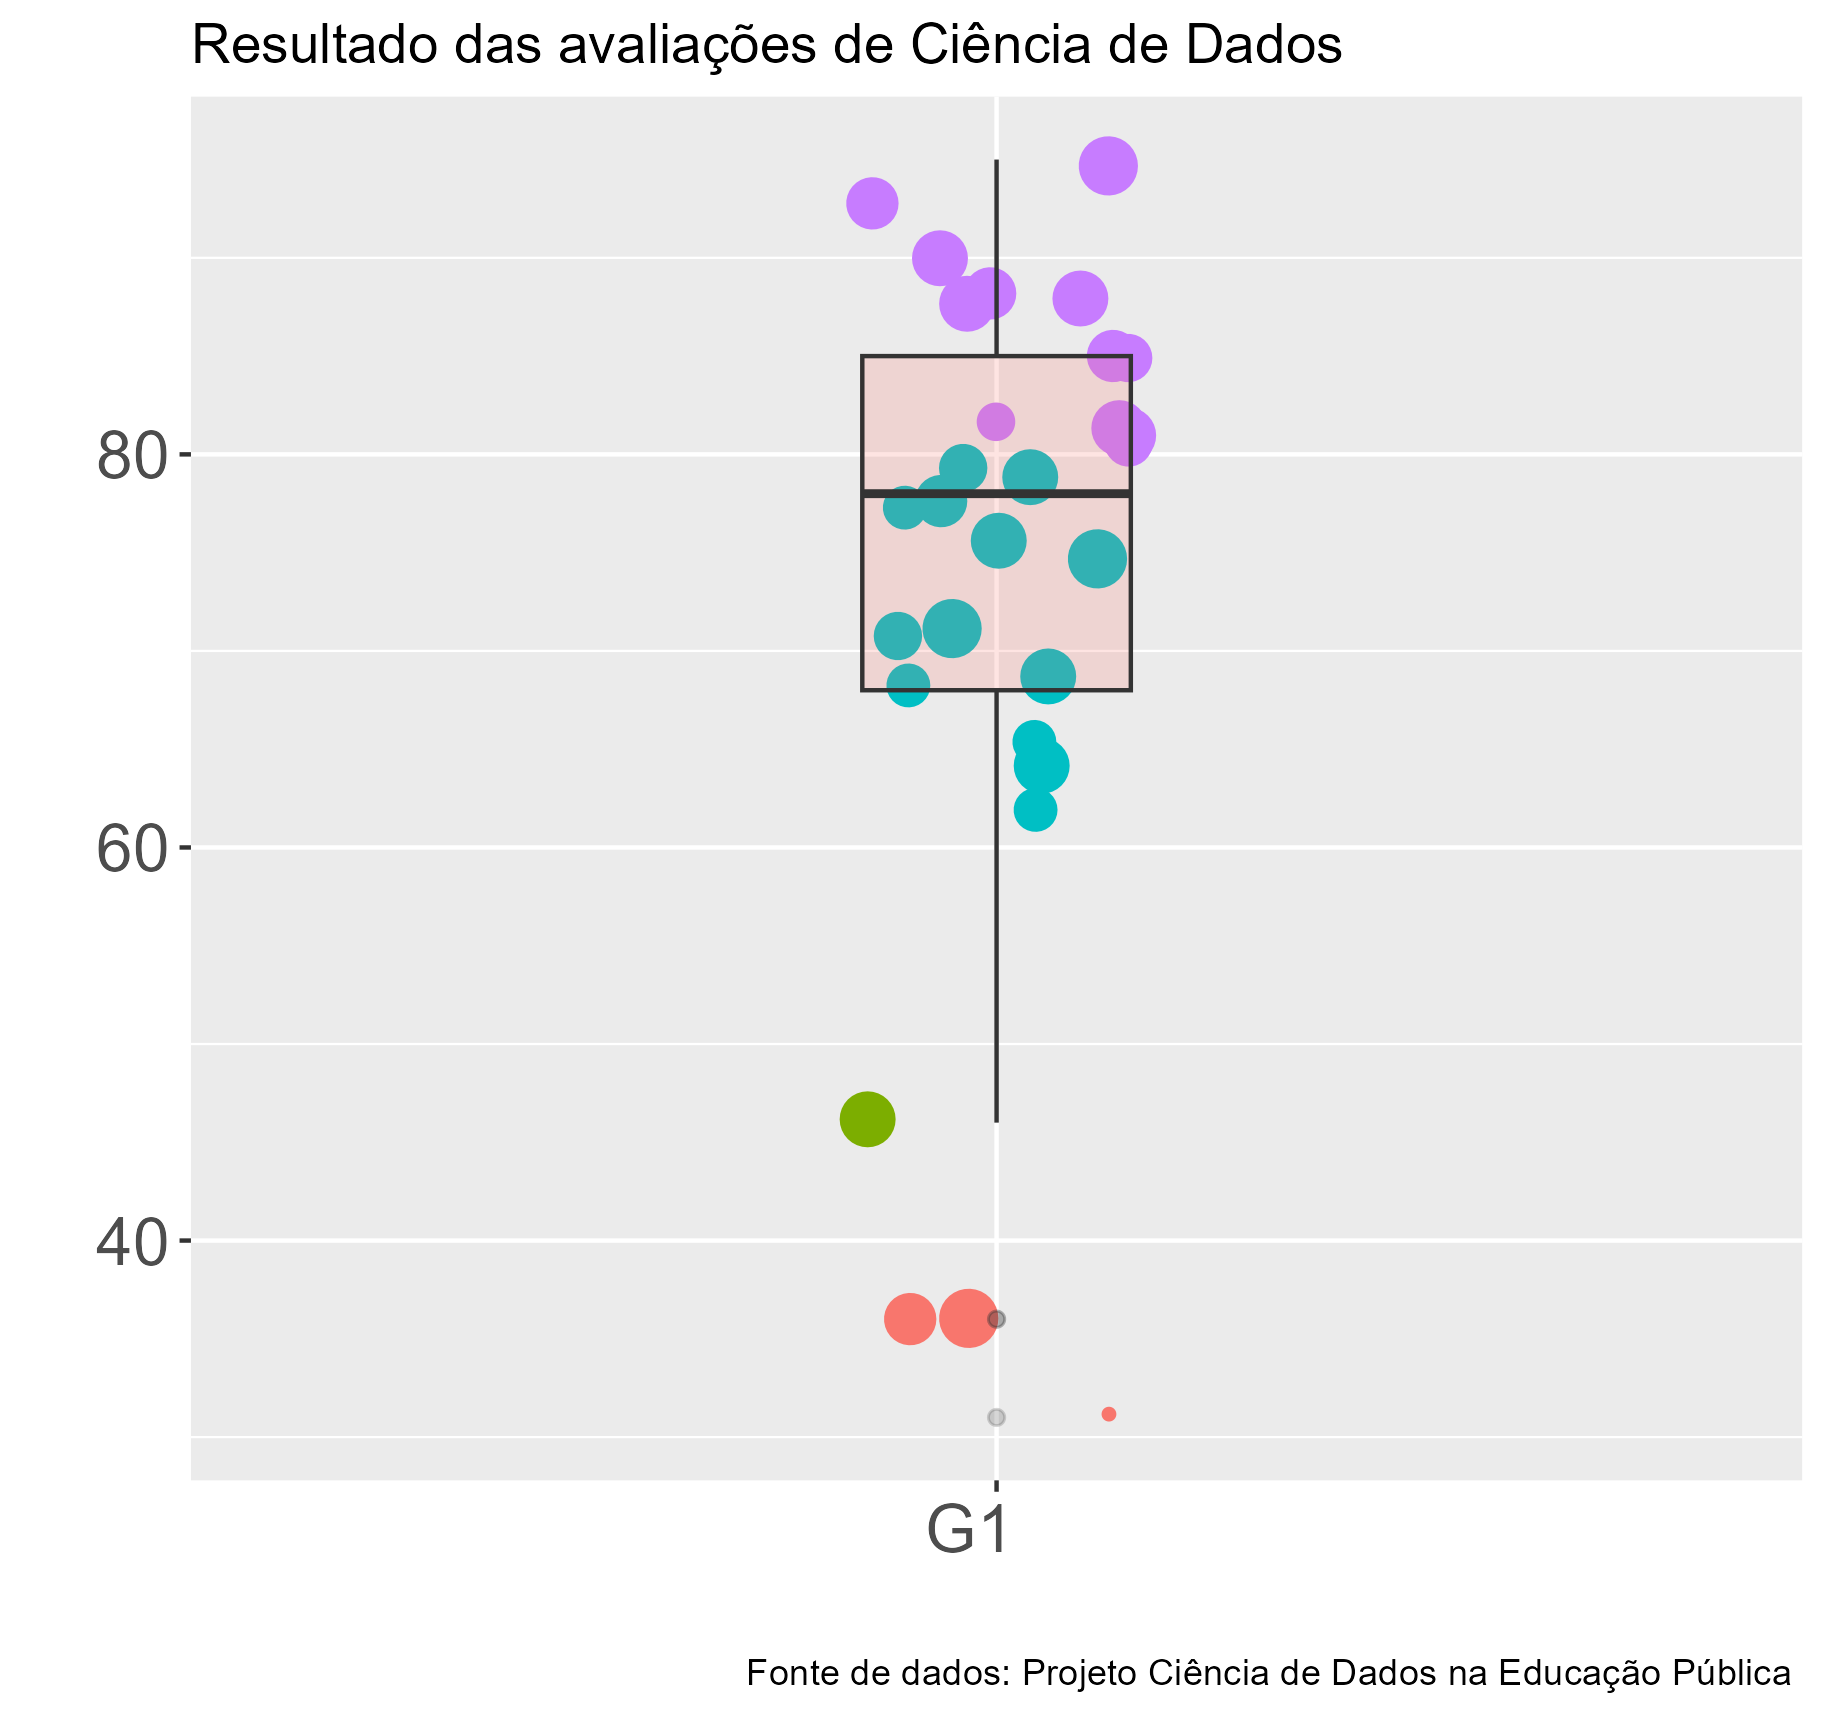 Resultado das avaliações de Ciência de Dados
80
60
40
G1
Fonte de dados: Projeto Ciência de Dados na Educação Pública